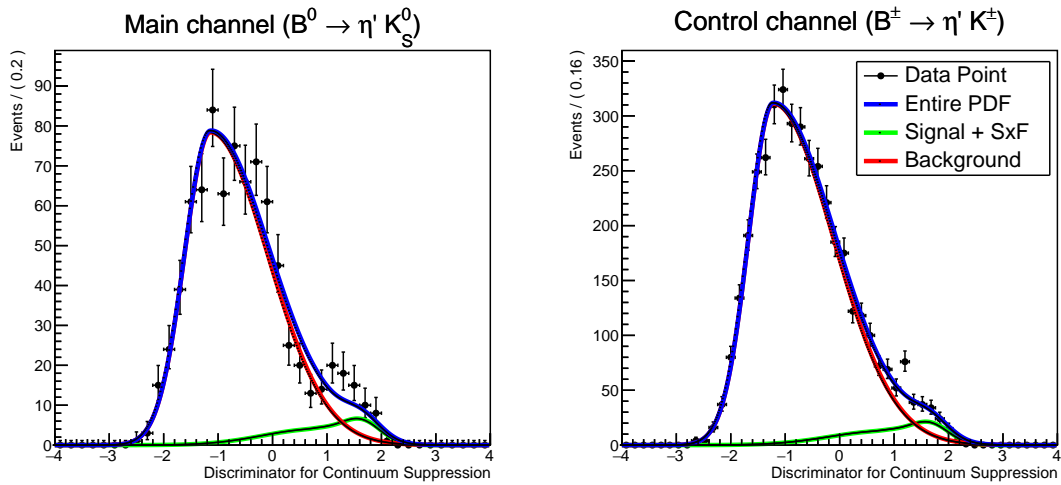 Main channel (B⁰ → η' K⁰_S)
Events / ( 0.2 )
90
80
70
60
50
40
30
20
10
0
−4 −3 −2 −1 0 1 2 3 4
Discriminator for Continuum Suppression
Control channel (B± → η' K±)
Events / ( 0.16 )
350
300
250
200
150
100
50
0
−4 −3 −2 −1 0 1 2 3 4
Discriminator for Continuum Suppression
Data Point
Entire PDF
Signal + SxF
Background